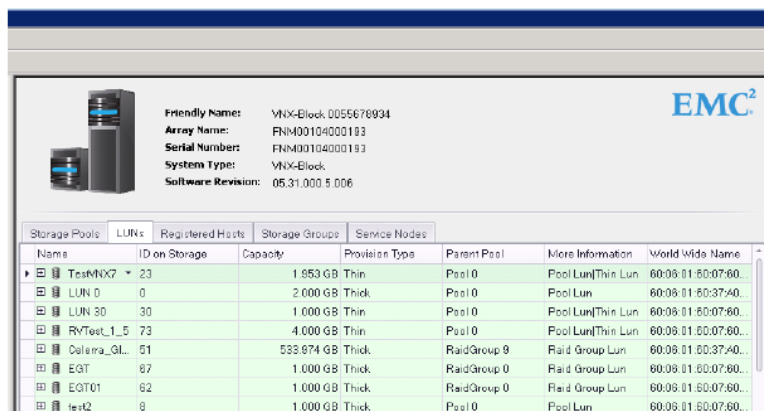 EMC²
Friendly Name: VNX-Block 0055678934
Array Name: FNM00104000193
Serial Number: FNM00104000193
System Type: VNX-Block
Software Revision: 05.31.000.5.006
Storage Pools LUNs Registered Hosts Storage Groups Service Nodes
Name ID on Storage Capacity Provision Type Parent Pool More Information World Wide Name
TestVNX7 23 1.953 GB Thin Pool 0 Pool Lun|Thin Lun 60:06:01:60:07:60...
LUN 0 0 2.000 GB Thick Pool 0 Pool Lun 60:06:01:60:37:A0...
LUN 30 30 1.000 GB Thin Pool 0 Pool Lun|Thin Lun 60:06:01:60:07:60...
RVTest_1_5 73 4.000 GB Thin Pool 0 Pool Lun|Thin Lun 60:06:01:60:07:60...
Celerra_Gl... 51 533.974 GB Thick RaidGroup 9 Raid Group Lun 60:06:01:60:37:A0...
EGT 67 1.000 GB Thick RaidGroup 0 Raid Group Lun 60:06:01:60:07:60...
EGT01 62 1.000 GB Thick RaidGroup 0 Raid Group Lun 60:06:01:60:07:60...
test2 8 1.000 GB Thick Pool 0 Pool Lun 60:06:01:60:07:60...